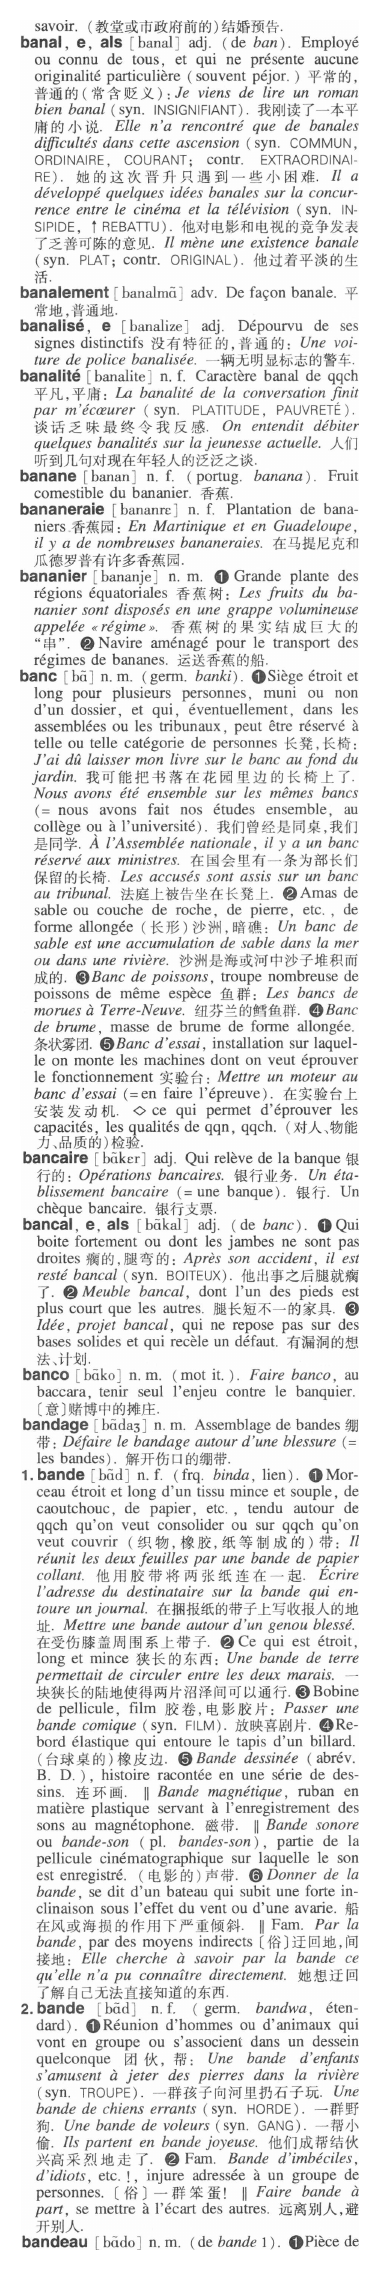 savoir. (教堂或市政府前的)结婚预告.
banal, e, als [banal] adj. (de ban). Employé
ou connu de tous, et qui ne présente aucune
originalité particulière (souvent péjor.) 平常的,
普通的(常含贬义): Je viens de lire un roman
bien banal (syn. INSIGNIFIANT). 我刚读了一本平
庸的小说. Elle n'a rencontré que de banales
difficultés dans cette ascension (syn. COMMUN,
ORDINAIRE, COURANT; contr. EXTRAORDINAI-
RE). 她的这次晋升只遇到一些小困难. Il a
développé quelques idées banales sur la concur-
rence entre le cinéma et la télévision (syn. IN-
SIPIDE, ↑REBATTU). 他对电影和电视的竞争发表
了乏善可陈的意见. Il mène une existence banale
(syn. PLAT; contr. ORIGINAL). 他过着平淡的生
活.
banalement [banalmɑ̃] adv. De façon banale. 平
常地,普通地.
banalisé, e [banalize] adj. Dépourvu de ses
signes distinctifs 没有特征的,普通的: Une voi-
ture de police banalisée. 一辆无明显标志的警车.
banalité [banalite] n. f. Caractère banal de qqch
平凡,平庸: La banalité de la conversation finit
par m'écœurer (syn. PLATITUDE, PAUVRETÉ).
谈话乏味最终令我反感. On entendit débiter
quelques banalités sur la jeunesse actuelle. 人们
听到几句对现在年轻人的泛泛之谈.
banane [banan] n. f. (portug. banana). Fruit
comestible du bananier. 香蕉.
bananeraie [bananrɛ] n. f. Plantation de bana-
niers 香蕉园: En Martinique et en Guadeloupe,
il y a de nombreuses bananeraies. 在马提尼克和
瓜德罗普有许多香蕉园.
bananier [bananje] n. m. ❶ Grande plante des
régions équatoriales 香蕉树: Les fruits du ba-
nanier sont disposés en une grappe volumineuse
appelée «régime». 香蕉树的果实结成巨大的
“串”. ❷ Navire aménagé pour le transport des
régimes de bananes. 运送香蕉的船.
banc [bɑ̃] n. m. (germ. banki). ❶ Siège étroit et
long pour plusieurs personnes, muni ou non
d'un dossier, et qui, éventuellement, dans les
assemblées ou les tribunaux, peut être réservé à
telle ou telle catégorie de personnes 长凳,长椅:
J'ai dû laisser mon livre sur le banc au fond du
jardin. 我可能把书落在花园里边的长椅上了.
Nous avons été ensemble sur les mêmes bancs
(= nous avons fait nos études ensemble, au
collège ou à l'université). 我们曾经是同桌,我们
是同学. À l'Assemblée nationale, il y a un banc
réservé aux ministres. 在国会里有一条为部长们
保留的长椅. Les accusés sont assis sur un banc
au tribunal. 法庭上被告坐在长凳上. ❷ Amas de
sable ou couche de roche, de pierre, etc., de
forme allongée (长形)沙洲,暗礁: Un banc de
sable est une accumulation de sable dans la mer
ou dans une rivière. 沙洲是海或河中沙子堆积而
成的. ❸ Banc de poissons, troupe nombreuse de
poissons de même espèce 鱼群: Les bancs de
morues à Terre-Neuve. 纽芬兰的鳕鱼群. ❹ Banc
de brume, masse de brume de forme allongée.
条状雾团. ❺ Banc d'essai, installation sur laquel-
le on monte les machines dont on veut éprouver
le fonctionnement 实验台: Mettre un moteur au
banc d'essai (= en faire l'épreuve). 在实验台上
安装发动机. ◇ ce qui permet d'éprouver les
capacités, les qualités de qqn, qqch. (对人、物能
力、品质的)检验.
bancaire [bɑ̃kɛr] adj. Qui relève de la banque 银
行的: Opérations bancaires. 银行业务. Un éta-
blissement bancaire (= une banque). 银行. Un
chèque bancaire. 银行支票.
bancal, e, als [bɑ̃kal] adj. (de banc). ❶ Qui
boite fortement ou dont les jambes ne sont pas
droites 瘸的,腿弯的: Après son accident, il est
resté bancal (syn. BOITEUX). 他出事之后腿就瘸
了. ❷ Meuble bancal, dont l'un des pieds est
plus court que les autres. 腿长短不一的家具. ❸
Idée, projet bancal, qui ne repose pas sur des
bases solides et qui recèle un défaut. 有漏洞的想
法、计划.
banco [bɑ̃ko] n. m. (mot it.). Faire banco, au
baccara, tenir seul l'enjeu contre le banquier.
〔意〕赌博中的摊庄.
bandage [bɑ̃daʒ] n. m. Assemblage de bandes 绷
带: Défaire le bandage autour d'une blessure (=
les bandes). 解开伤口的绷带.
1. bande [bɑ̃d] n. f. (frq. binda, lien). ❶ Mor-
ceau étroit et long d'un tissu mince et souple, de
caoutchouc, de papier, etc., tendu autour de
qqch qu'on veut consolider ou sur qqch qu'on
veut couvrir (织物,橡胶,纸等制成的)带: Il
réunit les deux feuilles par une bande de papier
collant. 他用胶带将两张纸连在一起. Écrire
l'adresse du destinataire sur la bande qui en-
toure un journal. 在捆报纸的带子上写收报人的地
址. Mettre une bande autour d'un genou blessé.
在受伤膝盖周围系上带子. ❷ Ce qui est étroit,
long et mince 狭长的东西: Une bande de terre
permettait de circuler entre les deux marais. 一
块狭长的陆地使得两片沼泽间可以通行. ❸ Bobine
de pellicule, film 胶卷,电影胶片: Passer une
bande comique (syn. FILM). 放映喜剧片. ❹ Re-
bord élastique qui entoure le tapis d'un billard.
(台球桌的)橡皮边. ❺ Bande dessinée (abrév.
B. D.), histoire racontée en une série de des-
sins. 连环画. ‖ Bande magnétique, ruban en
matière plastique servant à l'enregistrement des
sons au magnétophone. 磁带. ‖ Bande sonore
ou bande-son (pl. bandes-son), partie de la
pellicule cinématographique sur laquelle le son
est enregistré. (电影的)声带. ❻ Donner de la
bande, se dit d'un bateau qui subit une forte in-
clinaison sous l'effet du vent ou d'une avarie. 船
在风或海损的作用下严重倾斜. ‖ Fam. Par la
bande, par des moyens indirects〔俗〕迂回地,间
接地: Elle cherche à savoir par la bande ce
qu'elle n'a pu connaître directement. 她想迂回
了解自己无法直接知道的东西.
2. bande [bɑ̃d] n. f. (germ. bandwa, éten-
dard). ❶ Réunion d'hommes ou d'animaux qui
vont en groupe ou s'associent dans un dessein
quelconque 团伙,帮: Une bande d'enfants
s'amusent à jeter des pierres dans la rivière
(syn. TROUPE). 一群孩子向河里扔石子玩. Une
bande de chiens errants (syn. HORDE). 一群野
狗. Une bande de voleurs (syn. GANG). 一帮小
偷. Ils partent en bande joyeuse. 他们成帮结伙
兴高采烈地走了. ❷ Fam. Bande d'imbéciles,
d'idiots, etc.!, injure adressée à un groupe de
personnes.〔俗〕一群笨蛋! ‖ Faire bande à
part, se mettre à l'écart des autres. 远离别人,避
开别人.
bandeau [bɑ̃do] n. m. (de bande 1). ❶ Pièce de